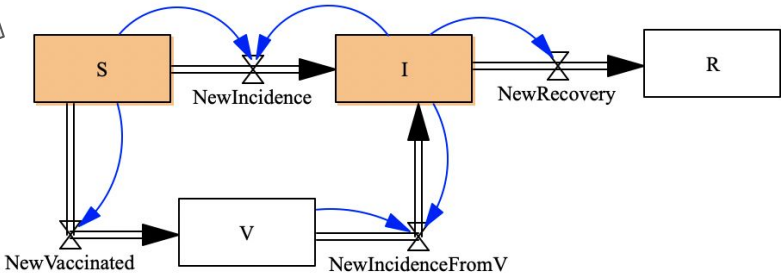 S
I
R
NewIncidence
NewRecovery
V
NewVaccinated
NewIncidenceFromV